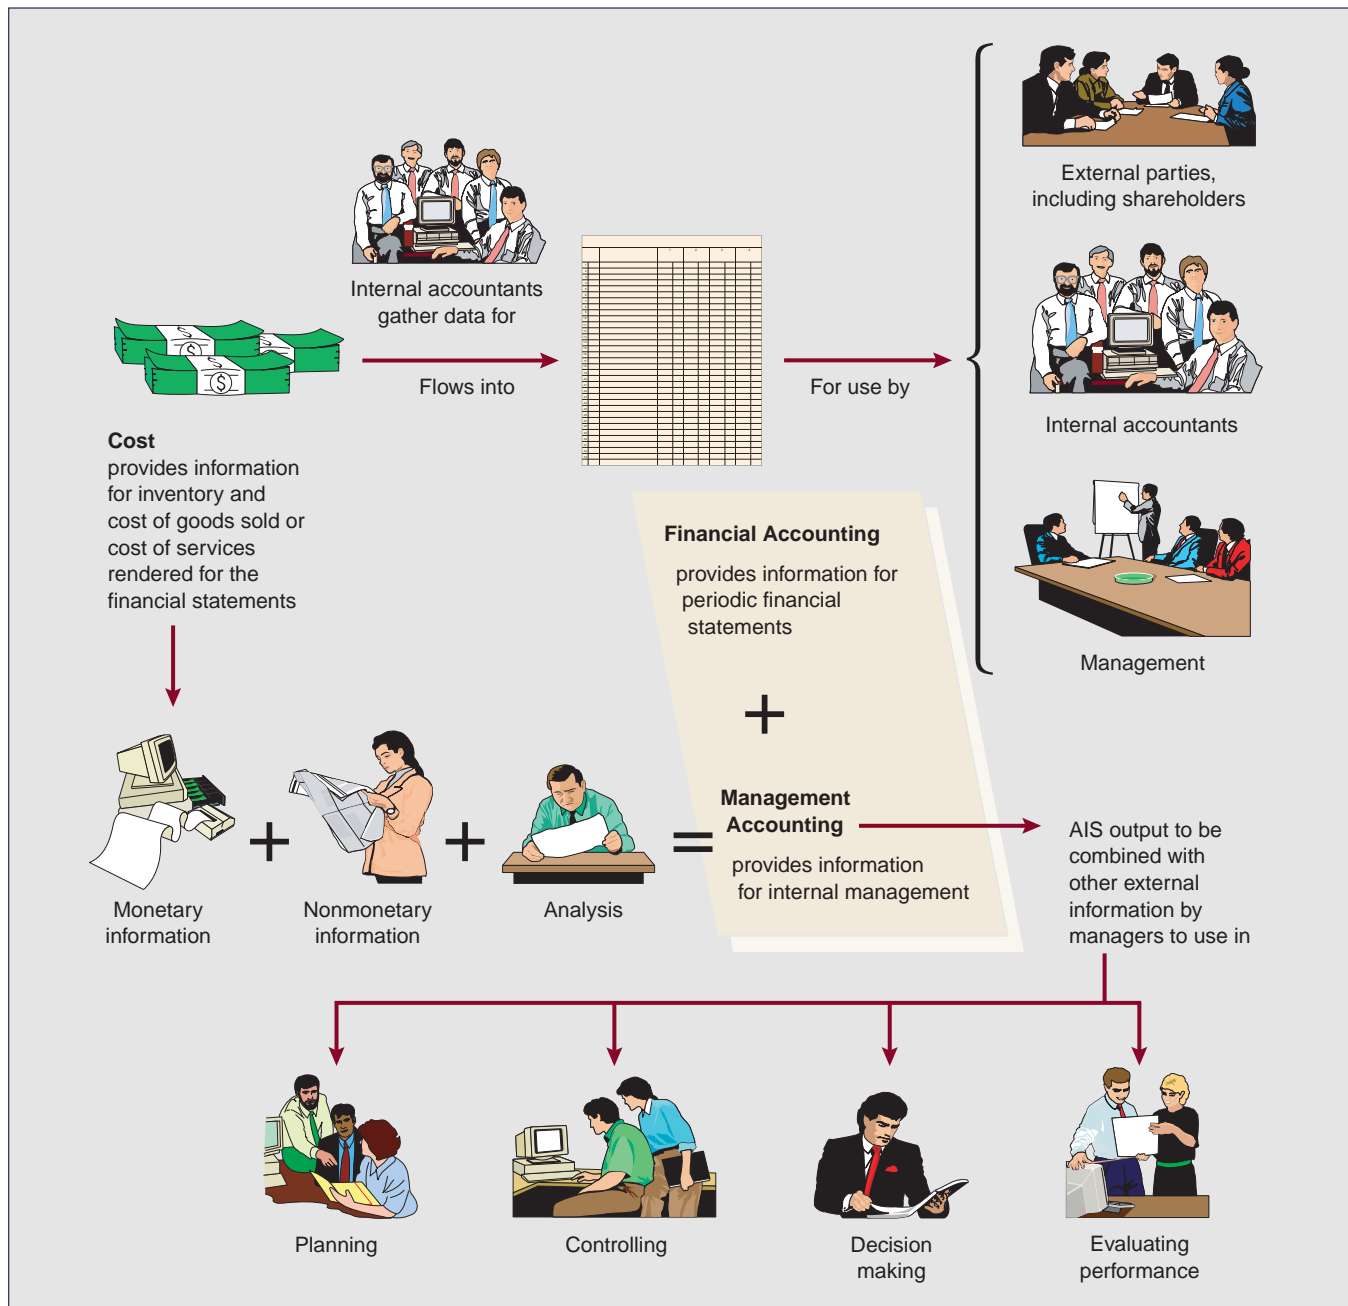 External parties,
including shareholders
Internal accountants
gather data for
Flows into
For use by
Internal accountants
Cost
provides information
for inventory and
cost of goods sold or
cost of services
rendered for the
financial statements
Financial Accounting
provides information for
periodic financial
statements
Management
+
Management
Accounting
provides information
for internal management
AIS output to be
combined with
other external
information by
managers to use in
+
+
=
Monetary
information
Nonmonetary
information
Analysis
Planning
Controlling
Decision
making
Evaluating
performance